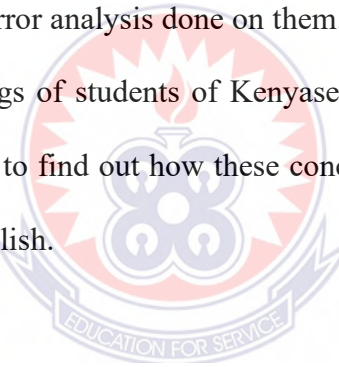 rror analysis done on them.
gs of students of Kenyase
to find out how these con
lish.
EDUCATION FOR SERVICE